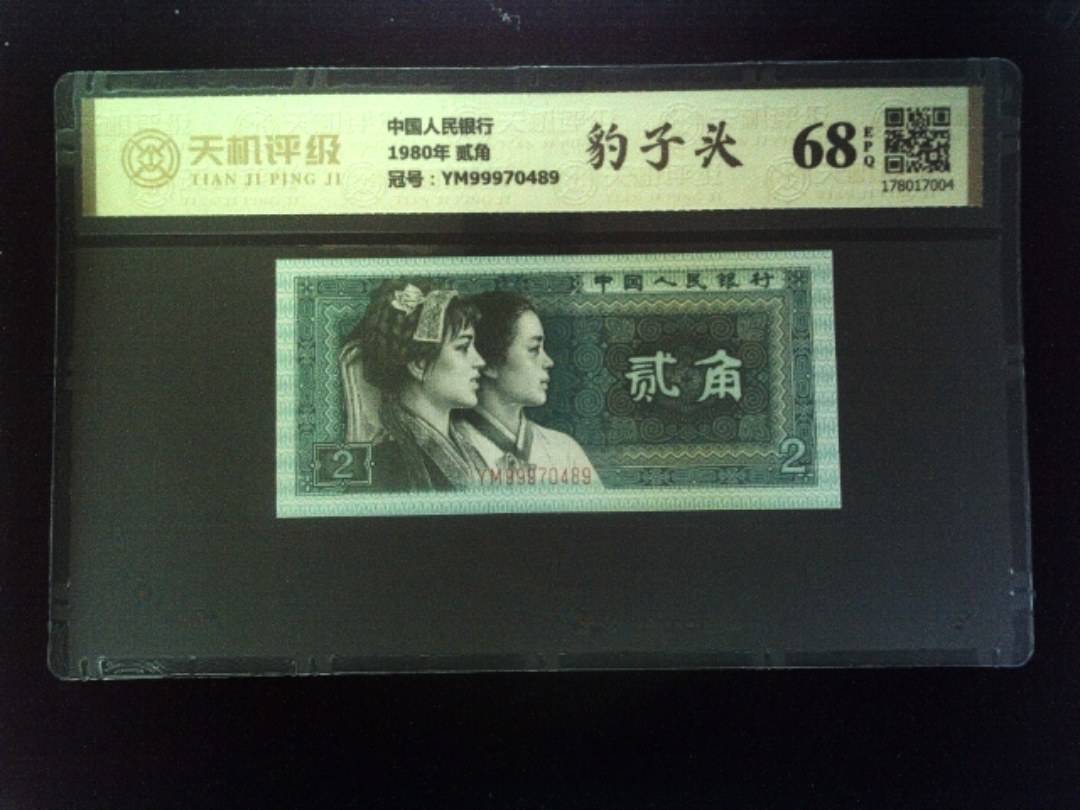 天机评级
TIAN JI PING JI
中国人民银行
1980年 贰角
冠号：YM99970489
豹子头
68
EPQ
178017004
中国人民银行
贰角
2
2
YM99970489